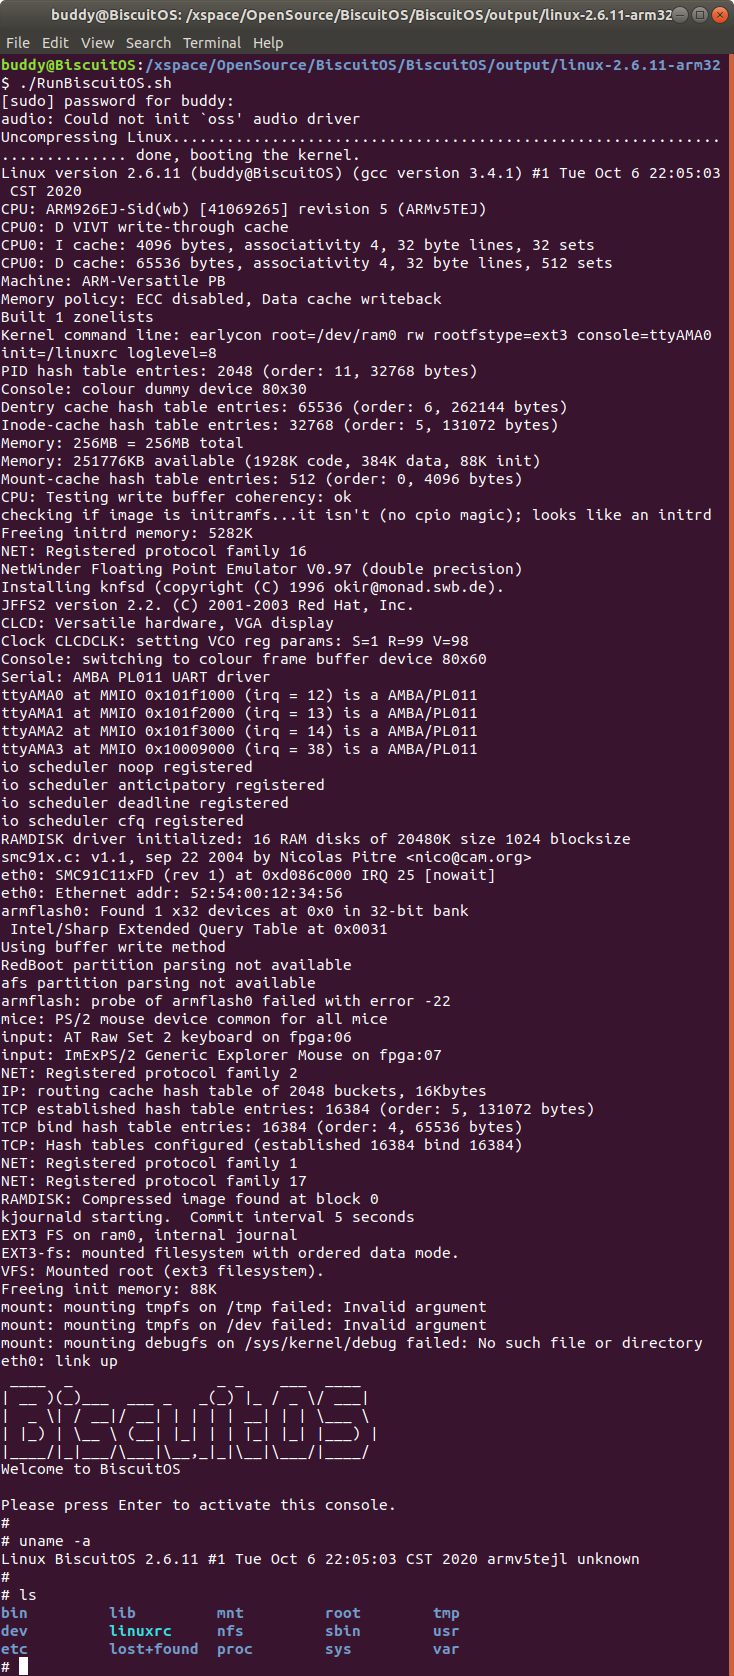 buddy@BiscuitOS: /xspace/OpenSource/BiscuitOS/BiscuitOS/output/linux-2.6.11-arm32
File Edit View Search Terminal Help
buddy@BiscuitOS:/xspace/OpenSource/BiscuitOS/BiscuitOS/output/linux-2.6.11-arm32
$ ./RunBiscuitOS.sh
[sudo] password for buddy:
audio: Could not init `oss' audio driver
Uncompressing Linux.............................................................
.............. done, booting the kernel.
Linux version 2.6.11 (buddy@BiscuitOS) (gcc version 3.4.1) #1 Tue Oct 6 22:05:03
 CST 2020
CPU: ARM926EJ-Sid(wb) [41069265] revision 5 (ARMv5TEJ)
CPU0: D VIVT write-through cache
CPU0: I cache: 4096 bytes, associativity 4, 32 byte lines, 32 sets
CPU0: D cache: 65536 bytes, associativity 4, 32 byte lines, 512 sets
Machine: ARM-Versatile PB
Memory policy: ECC disabled, Data cache writeback
Built 1 zonelists
Kernel command line: earlycon root=/dev/ram0 rw rootfstype=ext3 console=ttyAMA0
init=/linuxrc loglevel=8
PID hash table entries: 2048 (order: 11, 32768 bytes)
Console: colour dummy device 80x30
Dentry cache hash table entries: 65536 (order: 6, 262144 bytes)
Inode-cache hash table entries: 32768 (order: 5, 131072 bytes)
Memory: 256MB = 256MB total
Memory: 251776KB available (1928K code, 384K data, 88K init)
Mount-cache hash table entries: 512 (order: 0, 4096 bytes)
CPU: Testing write buffer coherency: ok
checking if image is initramfs...it isn't (no cpio magic); looks like an initrd
Freeing initrd memory: 5282K
NET: Registered protocol family 16
NetWinder Floating Point Emulator V0.97 (double precision)
Installing knfsd (copyright (C) 1996 okir@monad.swb.de).
JFFS2 version 2.2. (C) 2001-2003 Red Hat, Inc.
CLCD: Versatile hardware, VGA display
Clock CLCDCLK: setting VCO reg params: S=1 R=99 V=98
Console: switching to colour frame buffer device 80x60
Serial: AMBA PL011 UART driver
ttyAMA0 at MMIO 0x101f1000 (irq = 12) is a AMBA/PL011
ttyAMA1 at MMIO 0x101f2000 (irq = 13) is a AMBA/PL011
ttyAMA2 at MMIO 0x101f3000 (irq = 14) is a AMBA/PL011
ttyAMA3 at MMIO 0x10009000 (irq = 38) is a AMBA/PL011
io scheduler noop registered
io scheduler anticipatory registered
io scheduler deadline registered
io scheduler cfq registered
RAMDISK driver initialized: 16 RAM disks of 20480K size 1024 blocksize
smc91x.c: v1.1, sep 22 2004 by Nicolas Pitre <nico@cam.org>
eth0: SMC91C11xFD (rev 1) at 0xd086c000 IRQ 25 [nowait]
eth0: Ethernet addr: 52:54:00:12:34:56
armflash0: Found 1 x32 devices at 0x0 in 32-bit bank
 Intel/Sharp Extended Query Table at 0x0031
Using buffer write method
RedBoot partition parsing not available
afs partition parsing not available
armflash: probe of armflash0 failed with error -22
mice: PS/2 mouse device common for all mice
input: AT Raw Set 2 keyboard on fpga:06
input: ImExPS/2 Generic Explorer Mouse on fpga:07
NET: Registered protocol family 2
IP: routing cache hash table of 2048 buckets, 16Kbytes
TCP established hash table entries: 16384 (order: 5, 131072 bytes)
TCP bind hash table entries: 16384 (order: 4, 65536 bytes)
TCP: Hash tables configured (established 16384 bind 16384)
NET: Registered protocol family 1
NET: Registered protocol family 17
RAMDISK: Compressed image found at block 0
kjournald starting.  Commit interval 5 seconds
EXT3 FS on ram0, internal journal
EXT3-fs: mounted filesystem with ordered data mode.
VFS: Mounted root (ext3 filesystem).
Freeing init memory: 88K
mount: mounting tmpfs on /tmp failed: Invalid argument
mount: mounting tmpfs on /dev failed: Invalid argument
mount: mounting debugfs on /sys/kernel/debug failed: No such file or directory
eth0: link up
BiscuitOS
Welcome to BiscuitOS
Please press Enter to activate this console.
#
# uname -a
Linux BiscuitOS 2.6.11 #1 Tue Oct 6 22:05:03 CST 2020 armv5tejl unknown
#
# ls
bin lib mnt root tmp
dev linuxrc nfs sbin usr
etc lost+found proc sys var
#